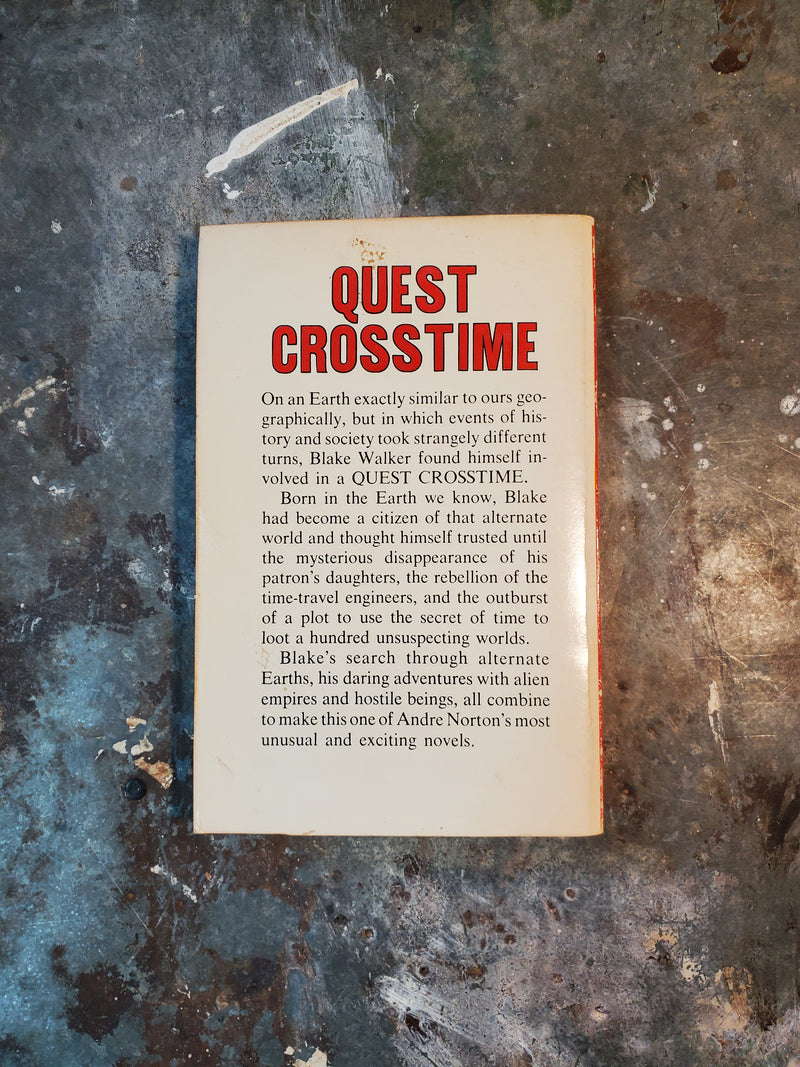 QUEST
CROSSTIME
On an Earth exactly similar to ours geo-
graphically, but in which events of his-
tory and society took strangely different
turns, Blake Walker found himself in-
volved in a QUEST CROSSTIME.
Born in the Earth we know, Blake
had become a citizen of that alternate
world and thought himself trusted until
the mysterious disappearance of his
patron's daughters, the rebellion of the
time-travel engineers, and the outburst
of a plot to use the secret of time to
loot a hundred unsuspecting worlds.
Blake's search through alternate
Earths, his daring adventures with alien
empires and hostile beings, all combine
to make this one of Andre Norton's most
unusual and exciting novels.